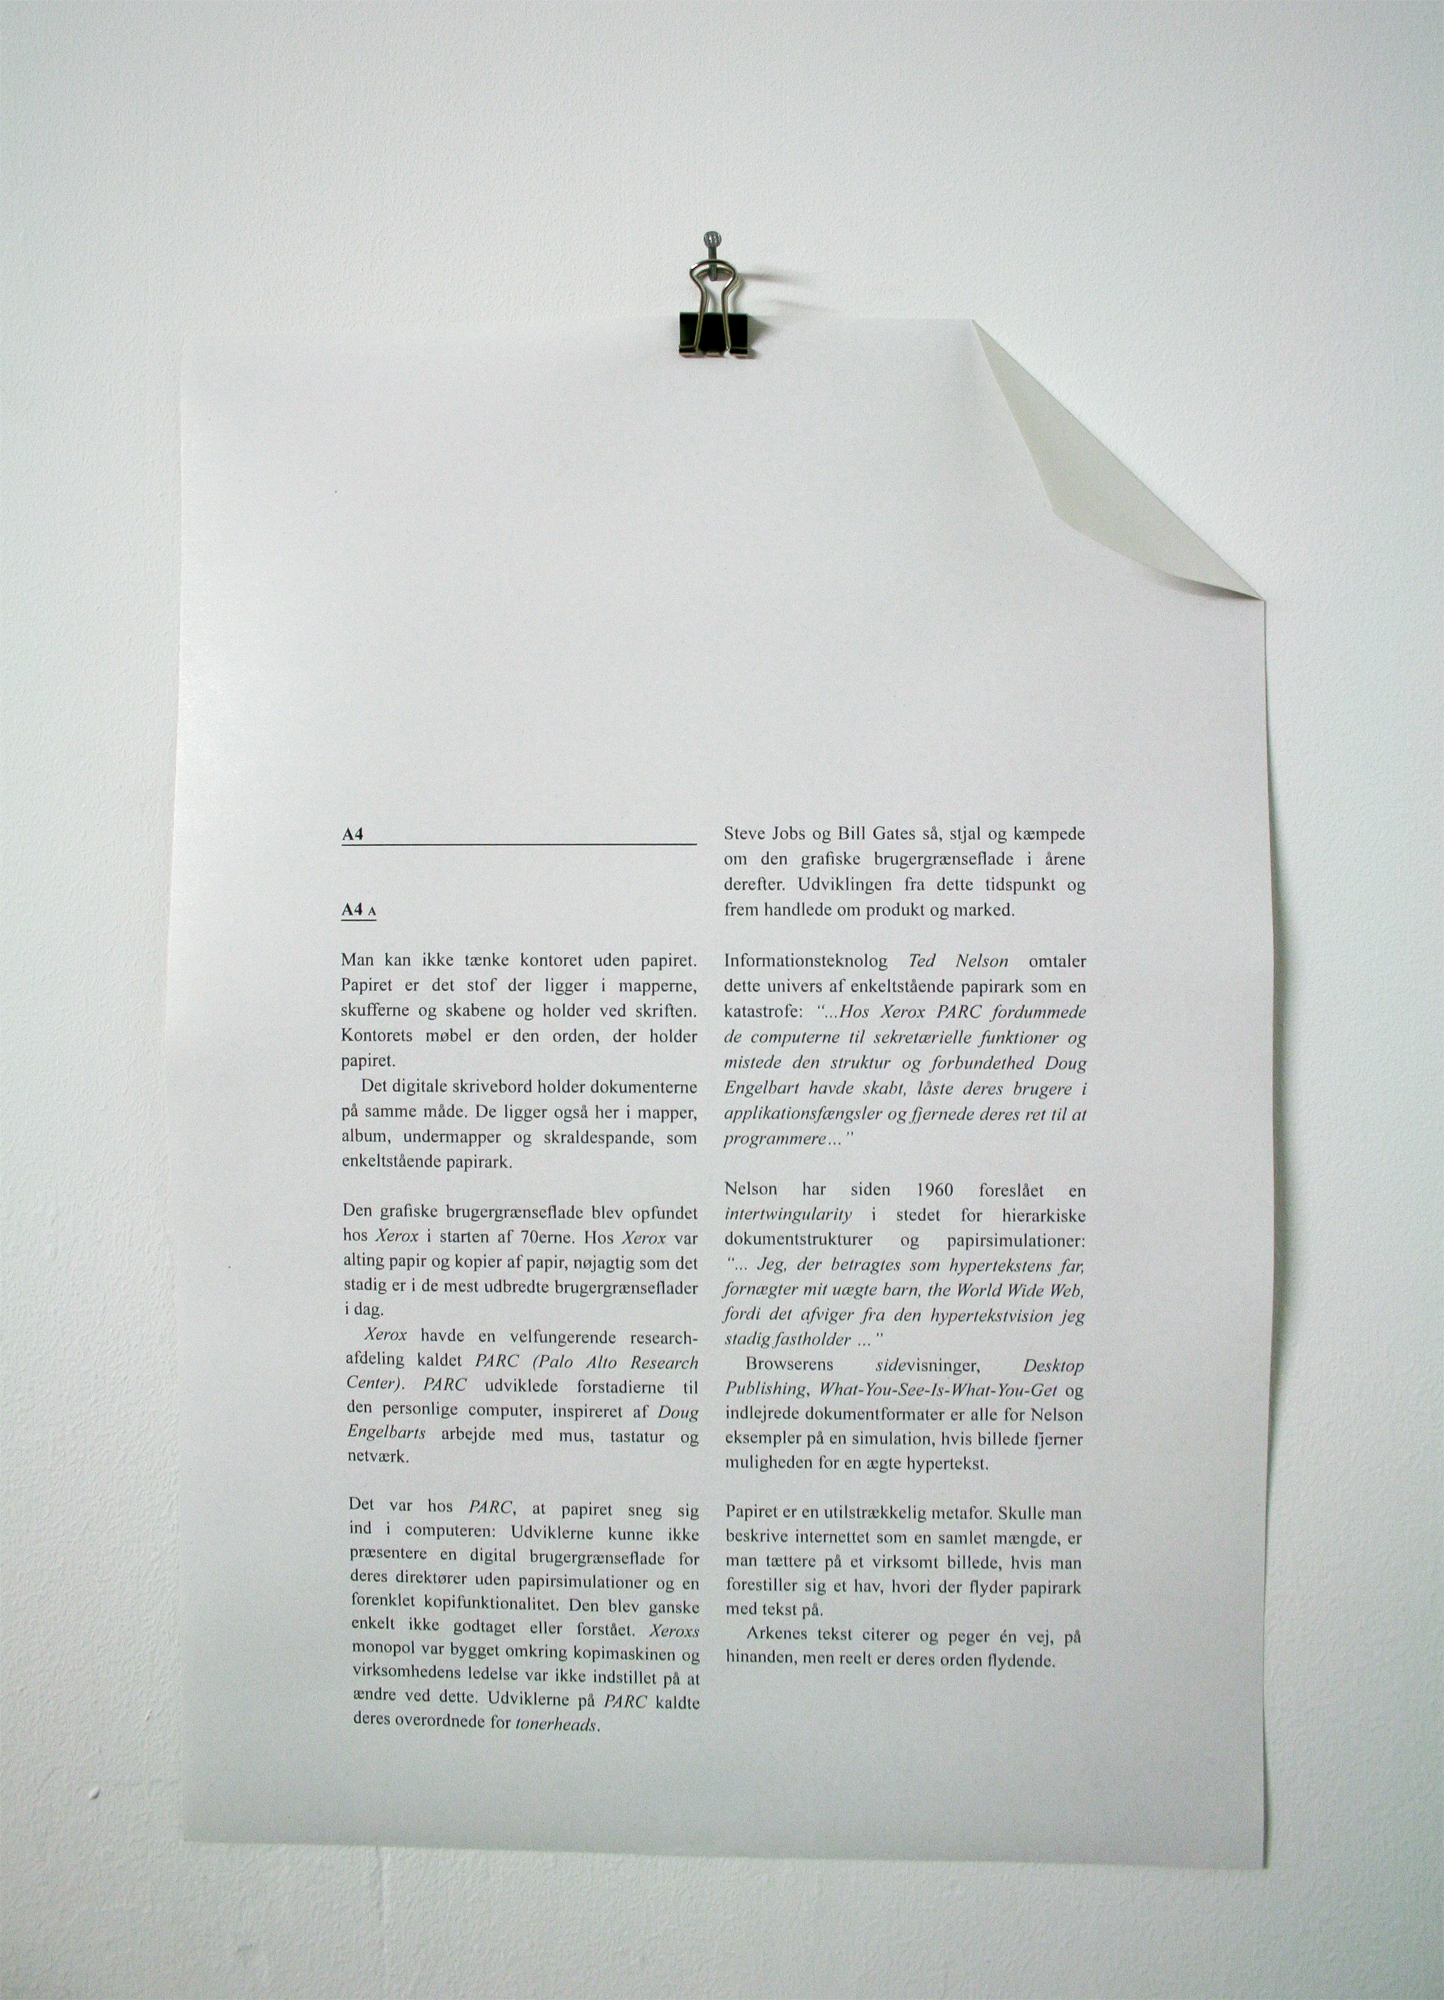 A4
A4 A
Man kan ikke tænke kontoret uden papiret.
Papiret er det stof der ligger i mapperne,
skufferne og skabene og holder ved skriften.
Kontorets møbel er den orden, der holder
papiret.
Det digitale skrivebord holder dokumenterne
på samme måde. De ligger også her i mapper,
album, undermapper og skraldespande, som
enkeltstående papirark.
Den grafiske brugergrænseflade blev opfundet
hos Xerox i starten af 70erne. Hos Xerox var
alting papir og kopier af papir, nøjagtig som det
stadig er i de mest udbredte brugergrænseflader
i dag.
Xerox havde en velfungerende research-
afdeling kaldet PARC (Palo Alto Research
Center). PARC udviklede forstadierne til
den personlige computer, inspireret af Doug
Engelbarts arbejde med mus, tastatur og
netværk.
Det var hos PARC, at papiret sneg sig
ind i computeren: Udviklerne kunne ikke
præsentere en digital brugergrænseflade for
deres direktører uden papirsimulationer og en
forenklet kopifunktionalitet. Den blev ganske
enkelt ikke godtaget eller forstået. Xeroxs
monopol var bygget omkring kopimaskinen og
virksomhedens ledelse var ikke indstillet på at
ændre ved dette. Udviklerne på PARC kaldte
deres overordnede for tonerheads.
Steve Jobs og Bill Gates så, stjal og kæmpede
om den grafiske brugergrænseflade i årene
derefter. Udviklingen fra dette tidspunkt og
frem handlede om produkt og marked.
Informationsteknolog Ted Nelson omtaler
dette univers af enkeltstående papirark som en
katastrofe: “...Hos Xerox PARC fordummede
de computerne til sekretærielle funktioner og
mistede den struktur og forbundethed Doug
Engelbart havde skabt, låste deres brugere i
applikationsfængsler og fjernede deres ret til at
programmere... ”
Nelson har siden 1960 foreslået en
intertwingularity i stedet for hierarkiske
dokumentstrukturer og papirsimulationer:
“... Jeg, der betragtes som hypertekstens far,
fornægter mit uægte barn, the World Wide Web,
fordi det afviger fra den hypertekstvision jeg
stadig fastholder ... ”
Browserens sidevisninger, Desktop
Publishing, What-You-See-Is-What-You-Get og
indlejrede dokumentformater er alle for Nelson
eksempler på en simulation, hvis billede fjerner
muligheden for en ægte hypertekst.
Papiret er en utilstrækkelig metafor. Skulle man
beskrive internettet som en samlet mængde, er
man tættere på et virksomt billede, hvis man
forestiller sig et hav, hvori der flyder papirark
med tekst på.
Arkenes tekst citerer og peger én vej, på
hinanden, men reelt er deres orden flydende.